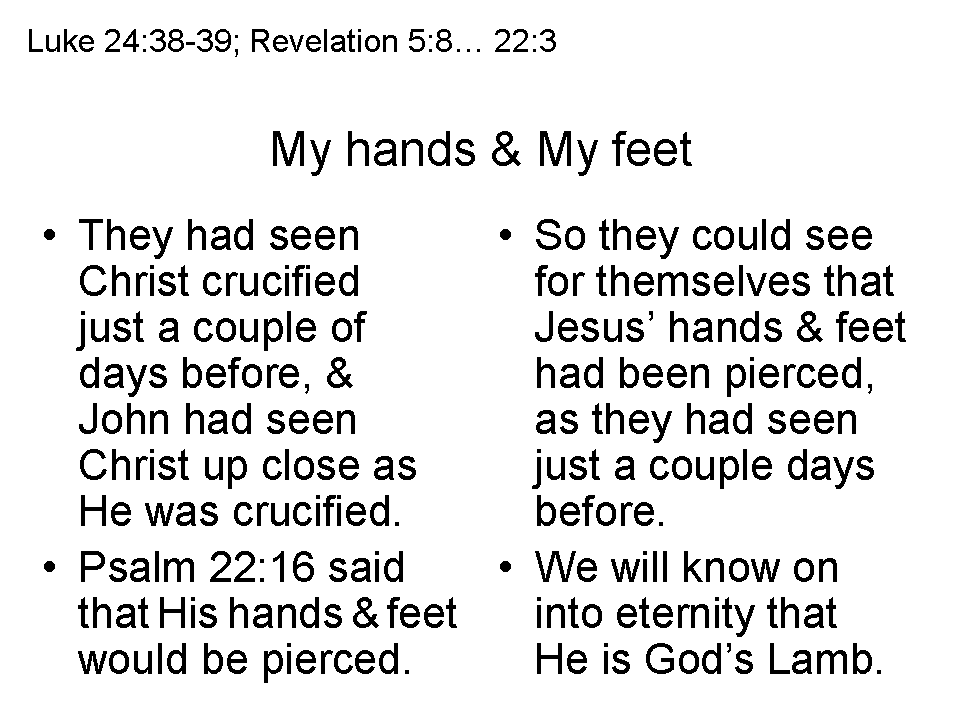 Luke 24:38-39; Revelation 5:8… 22:3
My hands & My feet
• They had seen
Christ crucified
just a couple of
days before, &
John had seen
Christ up close as
He was crucified.
• Psalm 22:16 said
that His hands & feet
would be pierced.
• So they could see
for themselves that
Jesus’ hands & feet
had been pierced,
as they had seen
just a couple days
before.
• We will know on
into eternity that
He is God’s Lamb.